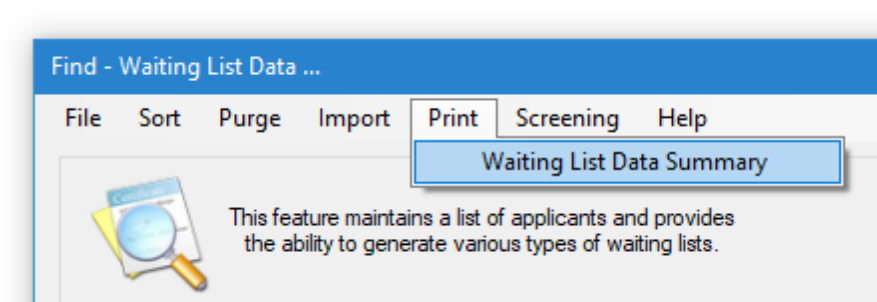 Find - Waiting List Data ...
File Sort Purge Import Print Screening Help
Waiting List Data Summary
Certificate
This feature maintains a list of applicants and provides
the ability to generate various types of waiting lists.